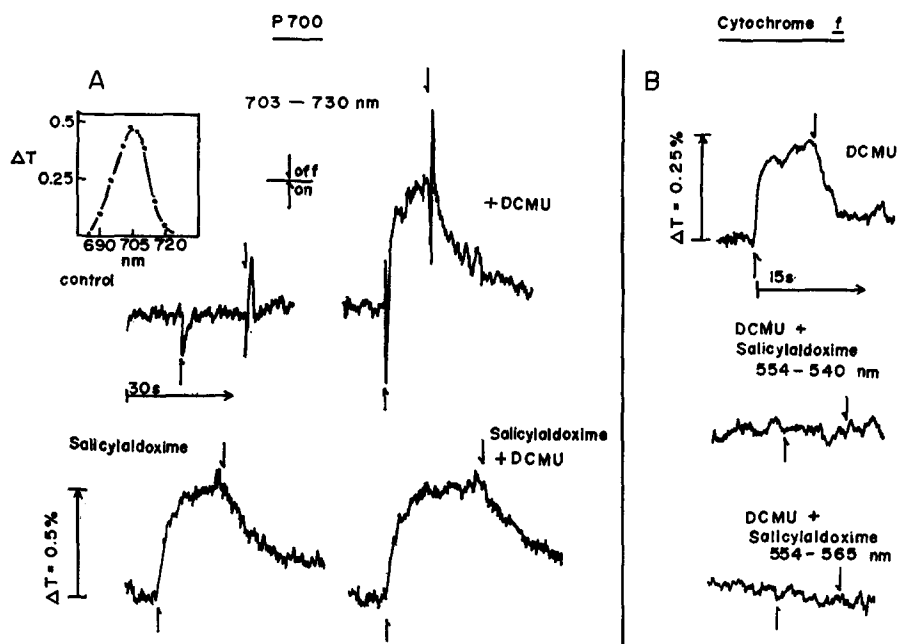 P 700
Cytochrome f
A
B
703 – 730 nm
0.5
ΔT
0.25
690 705 720
nm
off
on
+ DCMU
control
30s
DCMU
ΔT = 0.25%
15s
DCMU +
Salicylaldoxime
554 – 540 nm
Salicylaldoxime
Salicylaldoxime
+ DCMU
ΔT = 0.5%
DCMU +
Salicylaldoxime
554 – 565 nm